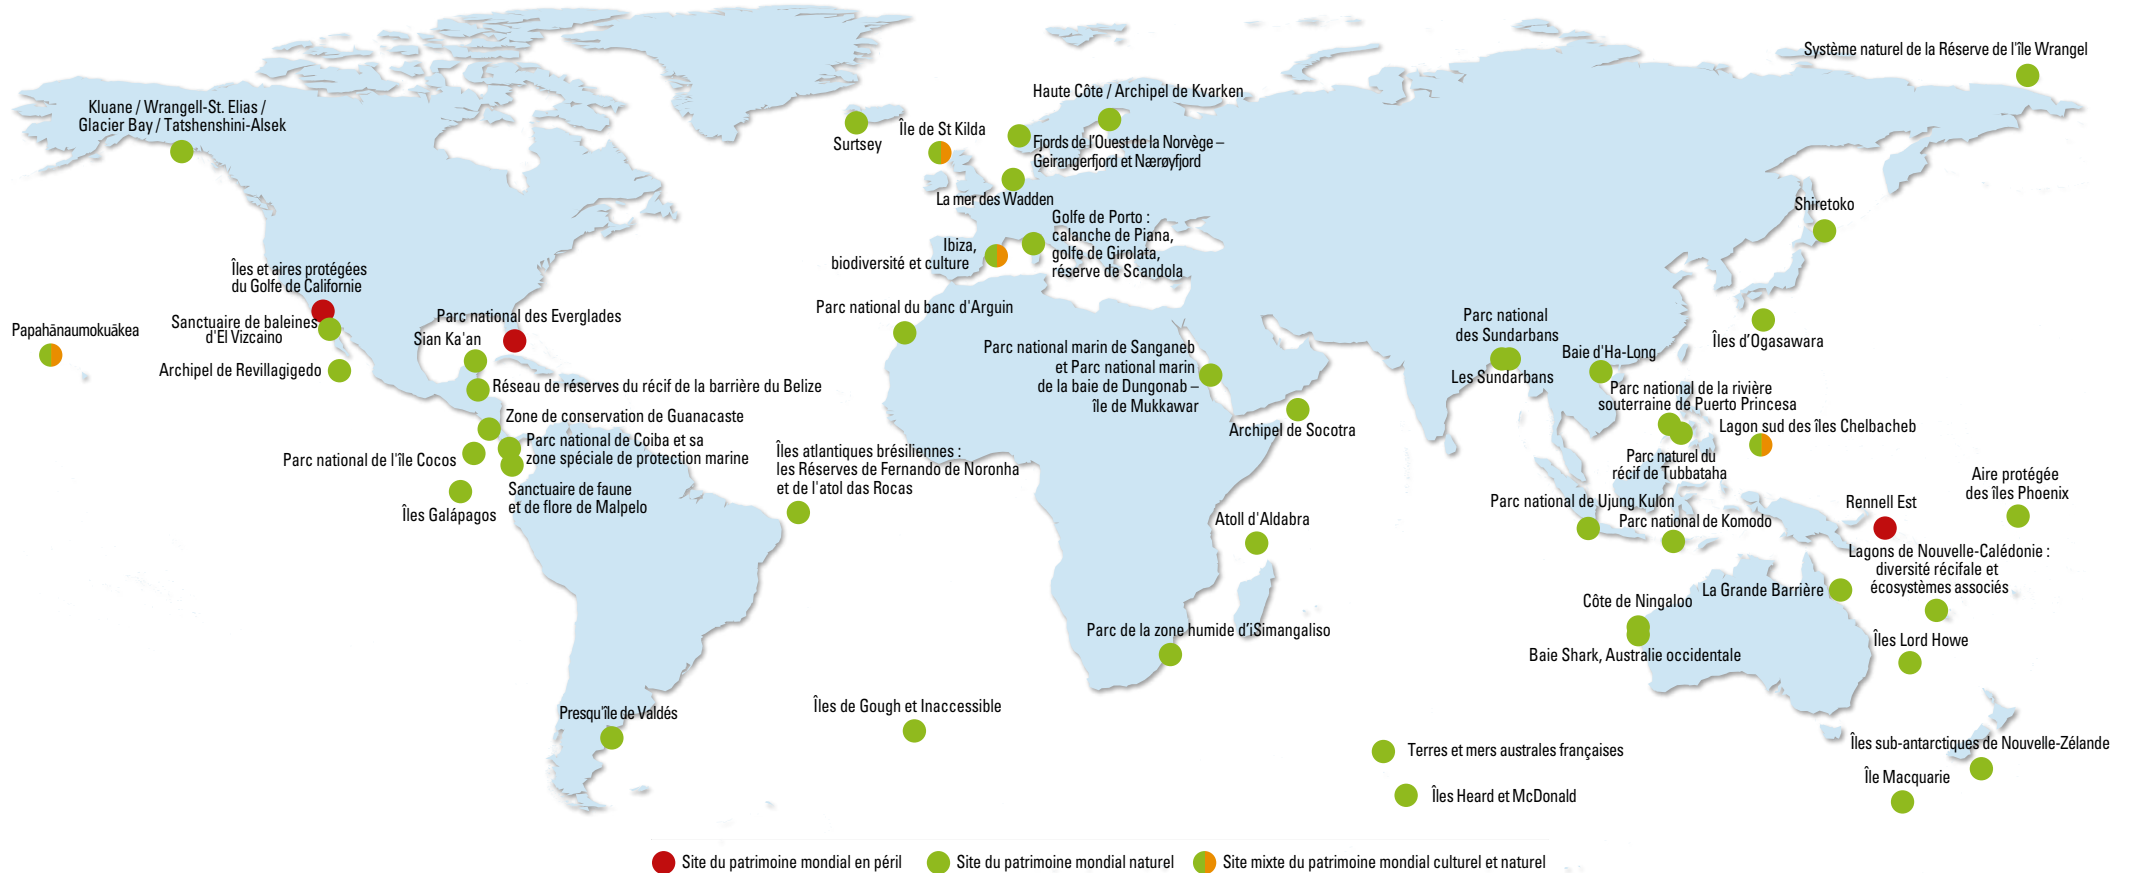 Système naturel de la Réserve de l'île Wrangel
Kluane / Wrangell-St. Elias /
Glacier Bay / Tatshenshini-Alsek
Haute Côte / Archipel de Kvarken
Surtsey
Île de St Kilda
Fjords de l'Ouest de la Norvège –
Geirangerfjord et Nærøyfjord
La mer des Wadden
Shiretoko
Golfe de Porto :
calanche de Piana,
golfe de Girolata,
réserve de Scandola
Ibiza,
biodiversité et culture
Îles et aires protégées
du Golfe de Californie
Sanctuaire de baleines
d'El Vizcaino
Papahānaumokuākea
Archipel de Revillagigedo
Parc national des Everglades
Sian Ka'an
Réseau de réserves du récif de la barrière du Belize
Zone de conservation de Guanacaste
Parc national de Coiba et sa
zone spéciale de protection marine
Parc national de l'île Cocos
Sanctuaire de faune
et de flore de Malpelo
Îles Galápagos
Parc national du banc d'Arguin
Parc national marin de Sanganeb
et Parc national marin
de la baie de Dungonab –
île de Mukkawar
Archipel de Socotra
Îles atlantiques brésiliennes :
les Réserves de Fernando de Noronha
et de l'atol das Rocas
Atoll d'Aldabra
Parc national
des Sundarbans
Les Sundarbans
Baie d'Ha-Long
Îles d'Ogasawara
Parc national de la rivière
souterraine de Puerto Princesa
Lagon sud des îles Chelbacheb
Parc naturel du
récif de Tubbataha
Parc national de Ujung Kulon
Parc national de Komodo
Rennell Est
Aire protégée
des îles Phoenix
Lagons de Nouvelle-Calédonie :
diversité récifale et
écosystèmes associés
La Grande Barrière
Côte de Ningaloo
Baie Shark, Australie occidentale
Îles Lord Howe
Parc de la zone humide d'iSimangaliso
Presqu'île de Valdés
Îles de Gough et Inaccessible
Terres et mers australes françaises
Îles Heard et McDonald
Îles sub-antarctiques de Nouvelle-Zélande
Île Macquarie
Site du patrimoine mondial en péril
Site du patrimoine mondial naturel
Site mixte du patrimoine mondial culturel et naturel